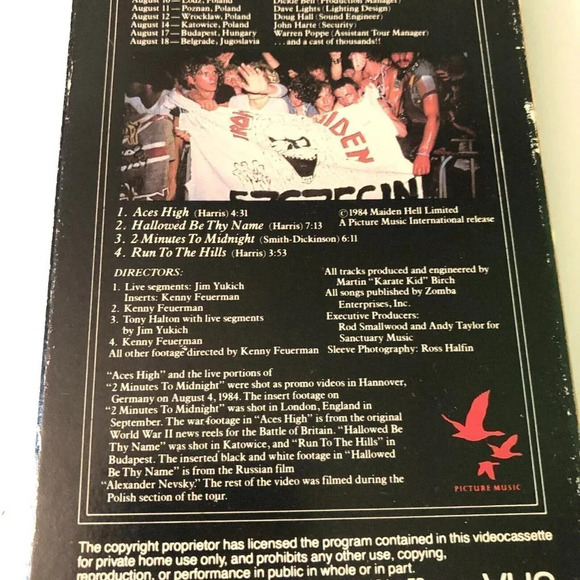 August 10 — Lodz, Poland
August 11 — Poznan, Poland
August 12 — Wroclaw, Poland
August 14 — Katowice, Poland
August 17 — Budapest, Hungary
August 18 — Belgrade, Jugoslavia
Dickie Bell (Production Manager)
Dave Lights (Lighting Design)
Doug Hall (Sound Engineer)
John Harte (Security)
Warren Poppe (Assistant Tour Manager)
. . . and a cast of thousands!!
IRON MAIDEN
SZCZECIN
1. Aces High (Harris) 4:31
2. Hallowed Be Thy Name (Harris) 7:13
3. 2 Minutes To Midnight (Smith-Dickinson) 6:11
4. Run To The Hills (Harris) 3:53
©1984 Maiden Hell Limited
A Picture Music International release
DIRECTORS:
1. Live segments: Jim Yukich
Inserts: Kenny Feuerman
2. Kenny Feuerman
3. Tony Halton with live segments
by Jim Yukich
4. Kenny Feuerman
All other footage directed by Kenny Feuerman
All tracks produced and engineered by
Martin "Karate Kid" Birch
All songs published by Zomba
Enterprises, Inc.
Executive Producers:
Rod Smallwood and Andy Taylor for
Sanctuary Music
Sleeve Photography: Ross Halfin
"Aces High" and the live portions of
"2 Minutes To Midnight" were shot as promo videos in Hannover,
Germany on August 4, 1984. The insert footage on
"2 Minutes To Midnight" was shot in London, England in
September. The war footage in "Aces High" is from the original
World War II news reels for the Battle of Britain. "Hallowed Be
Thy Name" was shot in Katowice, and "Run To The Hills" in
Budapest. The inserted black and white footage in "Hallowed
Be Thy Name" is from the Russian film
"Alexander Nevsky." The rest of the video was filmed during the
Polish section of the tour.
PICTURE MUSIC
The copyright proprietor has licensed the program contained in this videocassette
for private home use only, and prohibits any other use, copying,
reproduction, or performance in public in whole or in part.
VHS